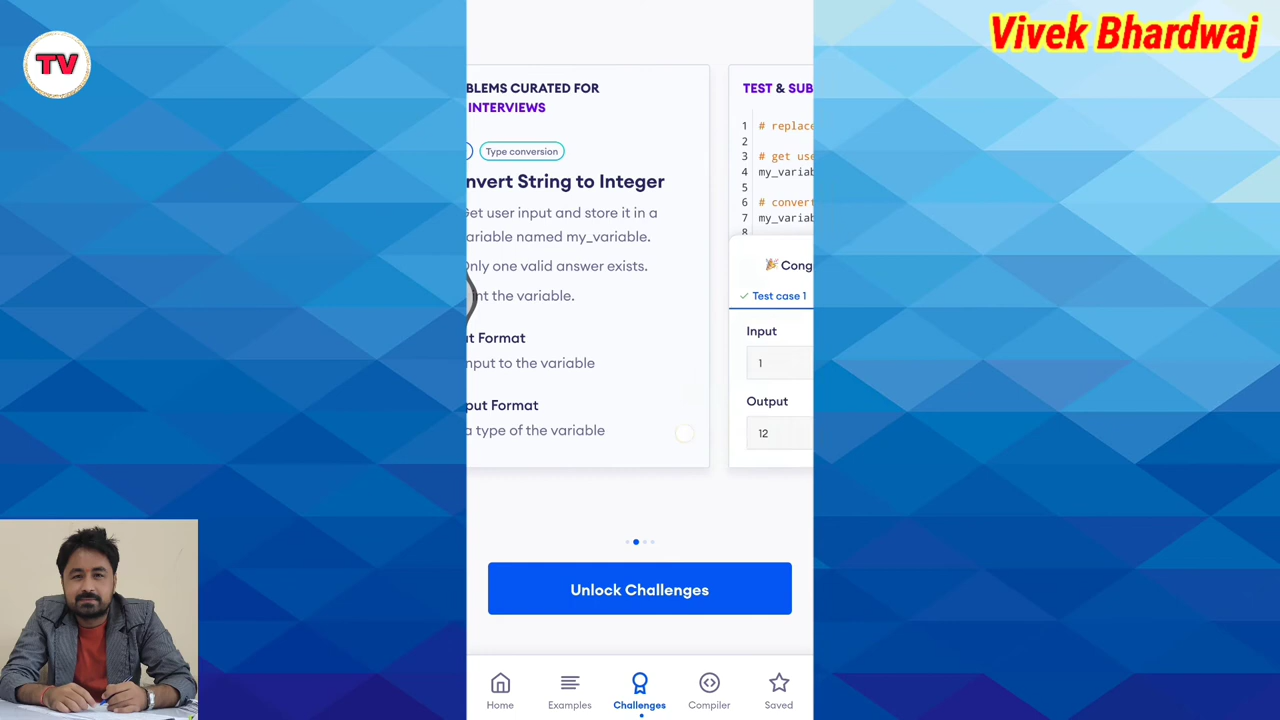 TV
Vivek Bhardwaj
BLEMS CURATED FOR
INTERVIEWS
Type conversion
nvert String to Integer
Get user input and store it in a
variable named my_variable.
Only one valid answer exists.
nt the variable.
ut Format
nput to the variable
put Format
a type of the variable
TEST & SUB
1 # replace
2
3 # get use
4 my_variab
5
6 # convert
7 my_variab
8
🎉 Cong
✓ Test case 1
Input
1
Output
12
Unlock Challenges
Home
Examples
Challenges
Compiler
Saved